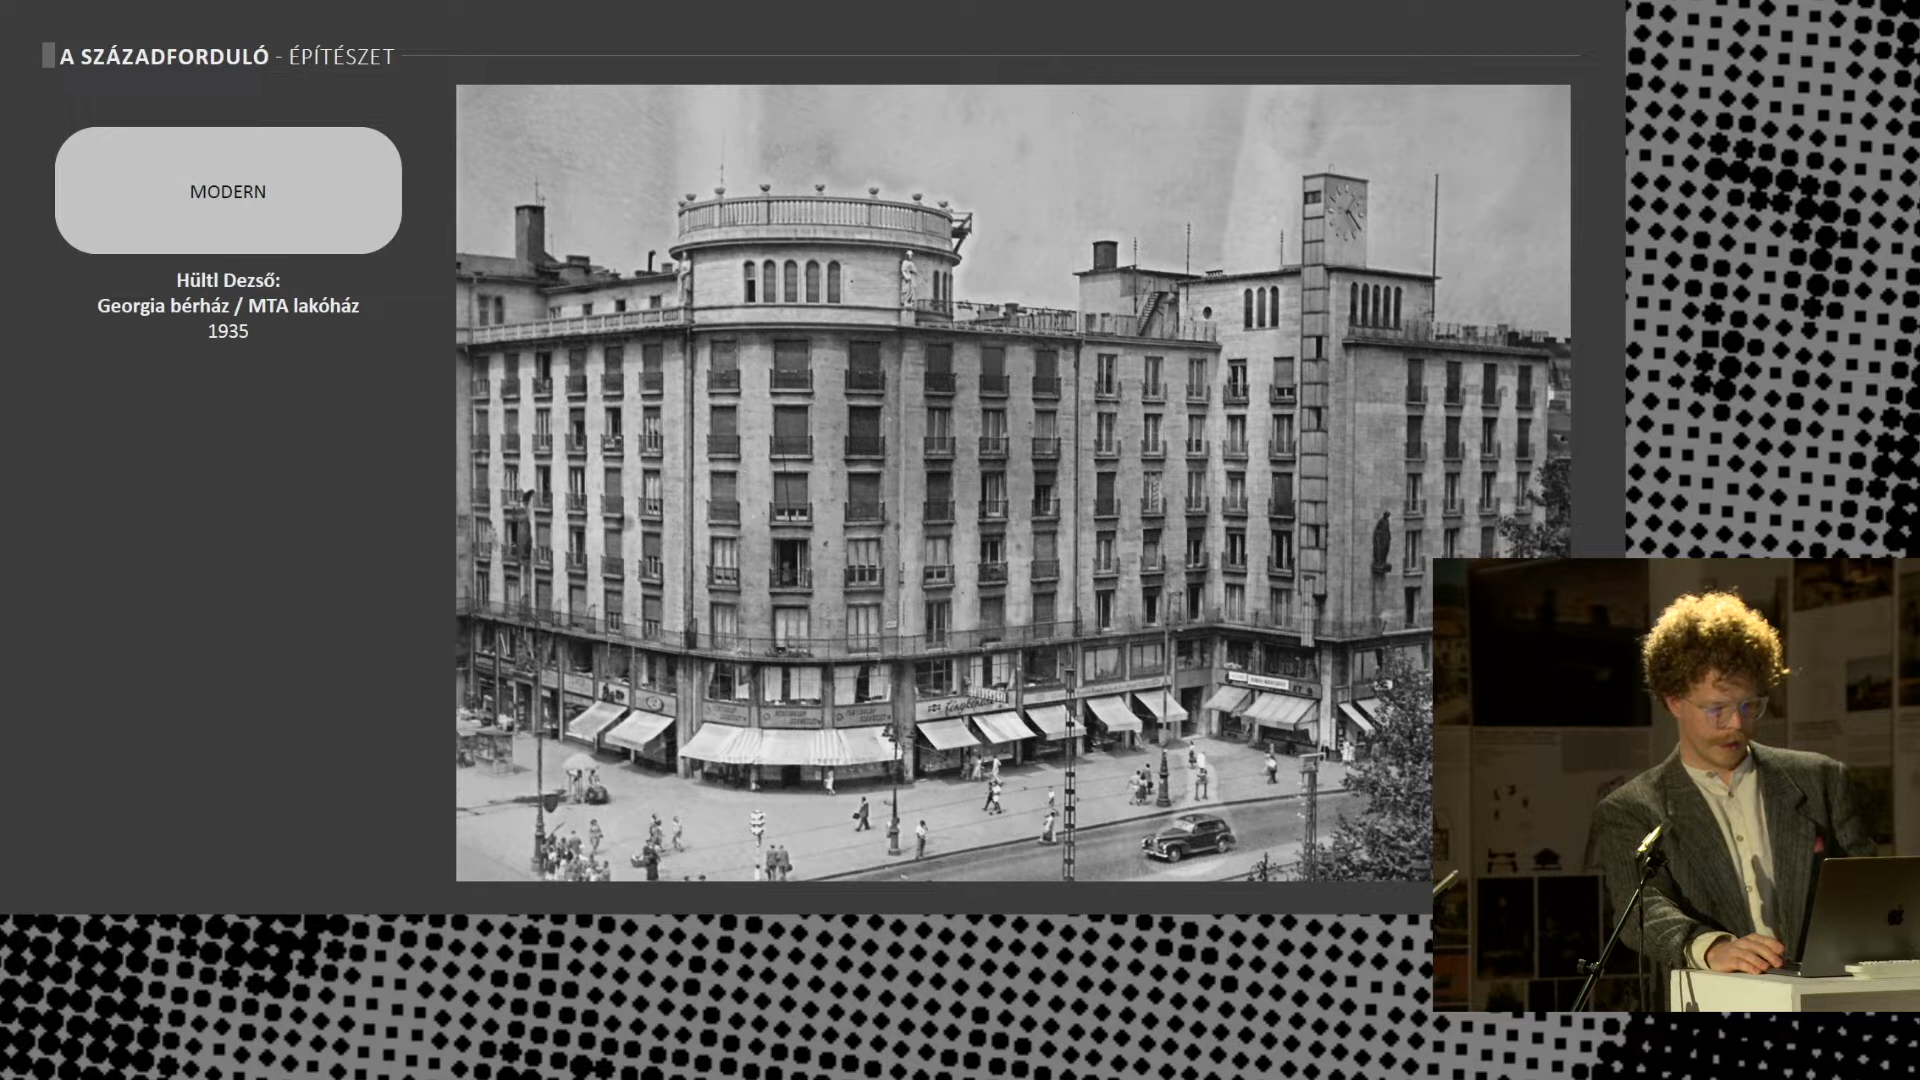 A SZÁZADFORDULÓ - ÉPÍTÉSZET
MODERN
Hültl Dezső:
Georgia bérház / MTA lakóház
1935